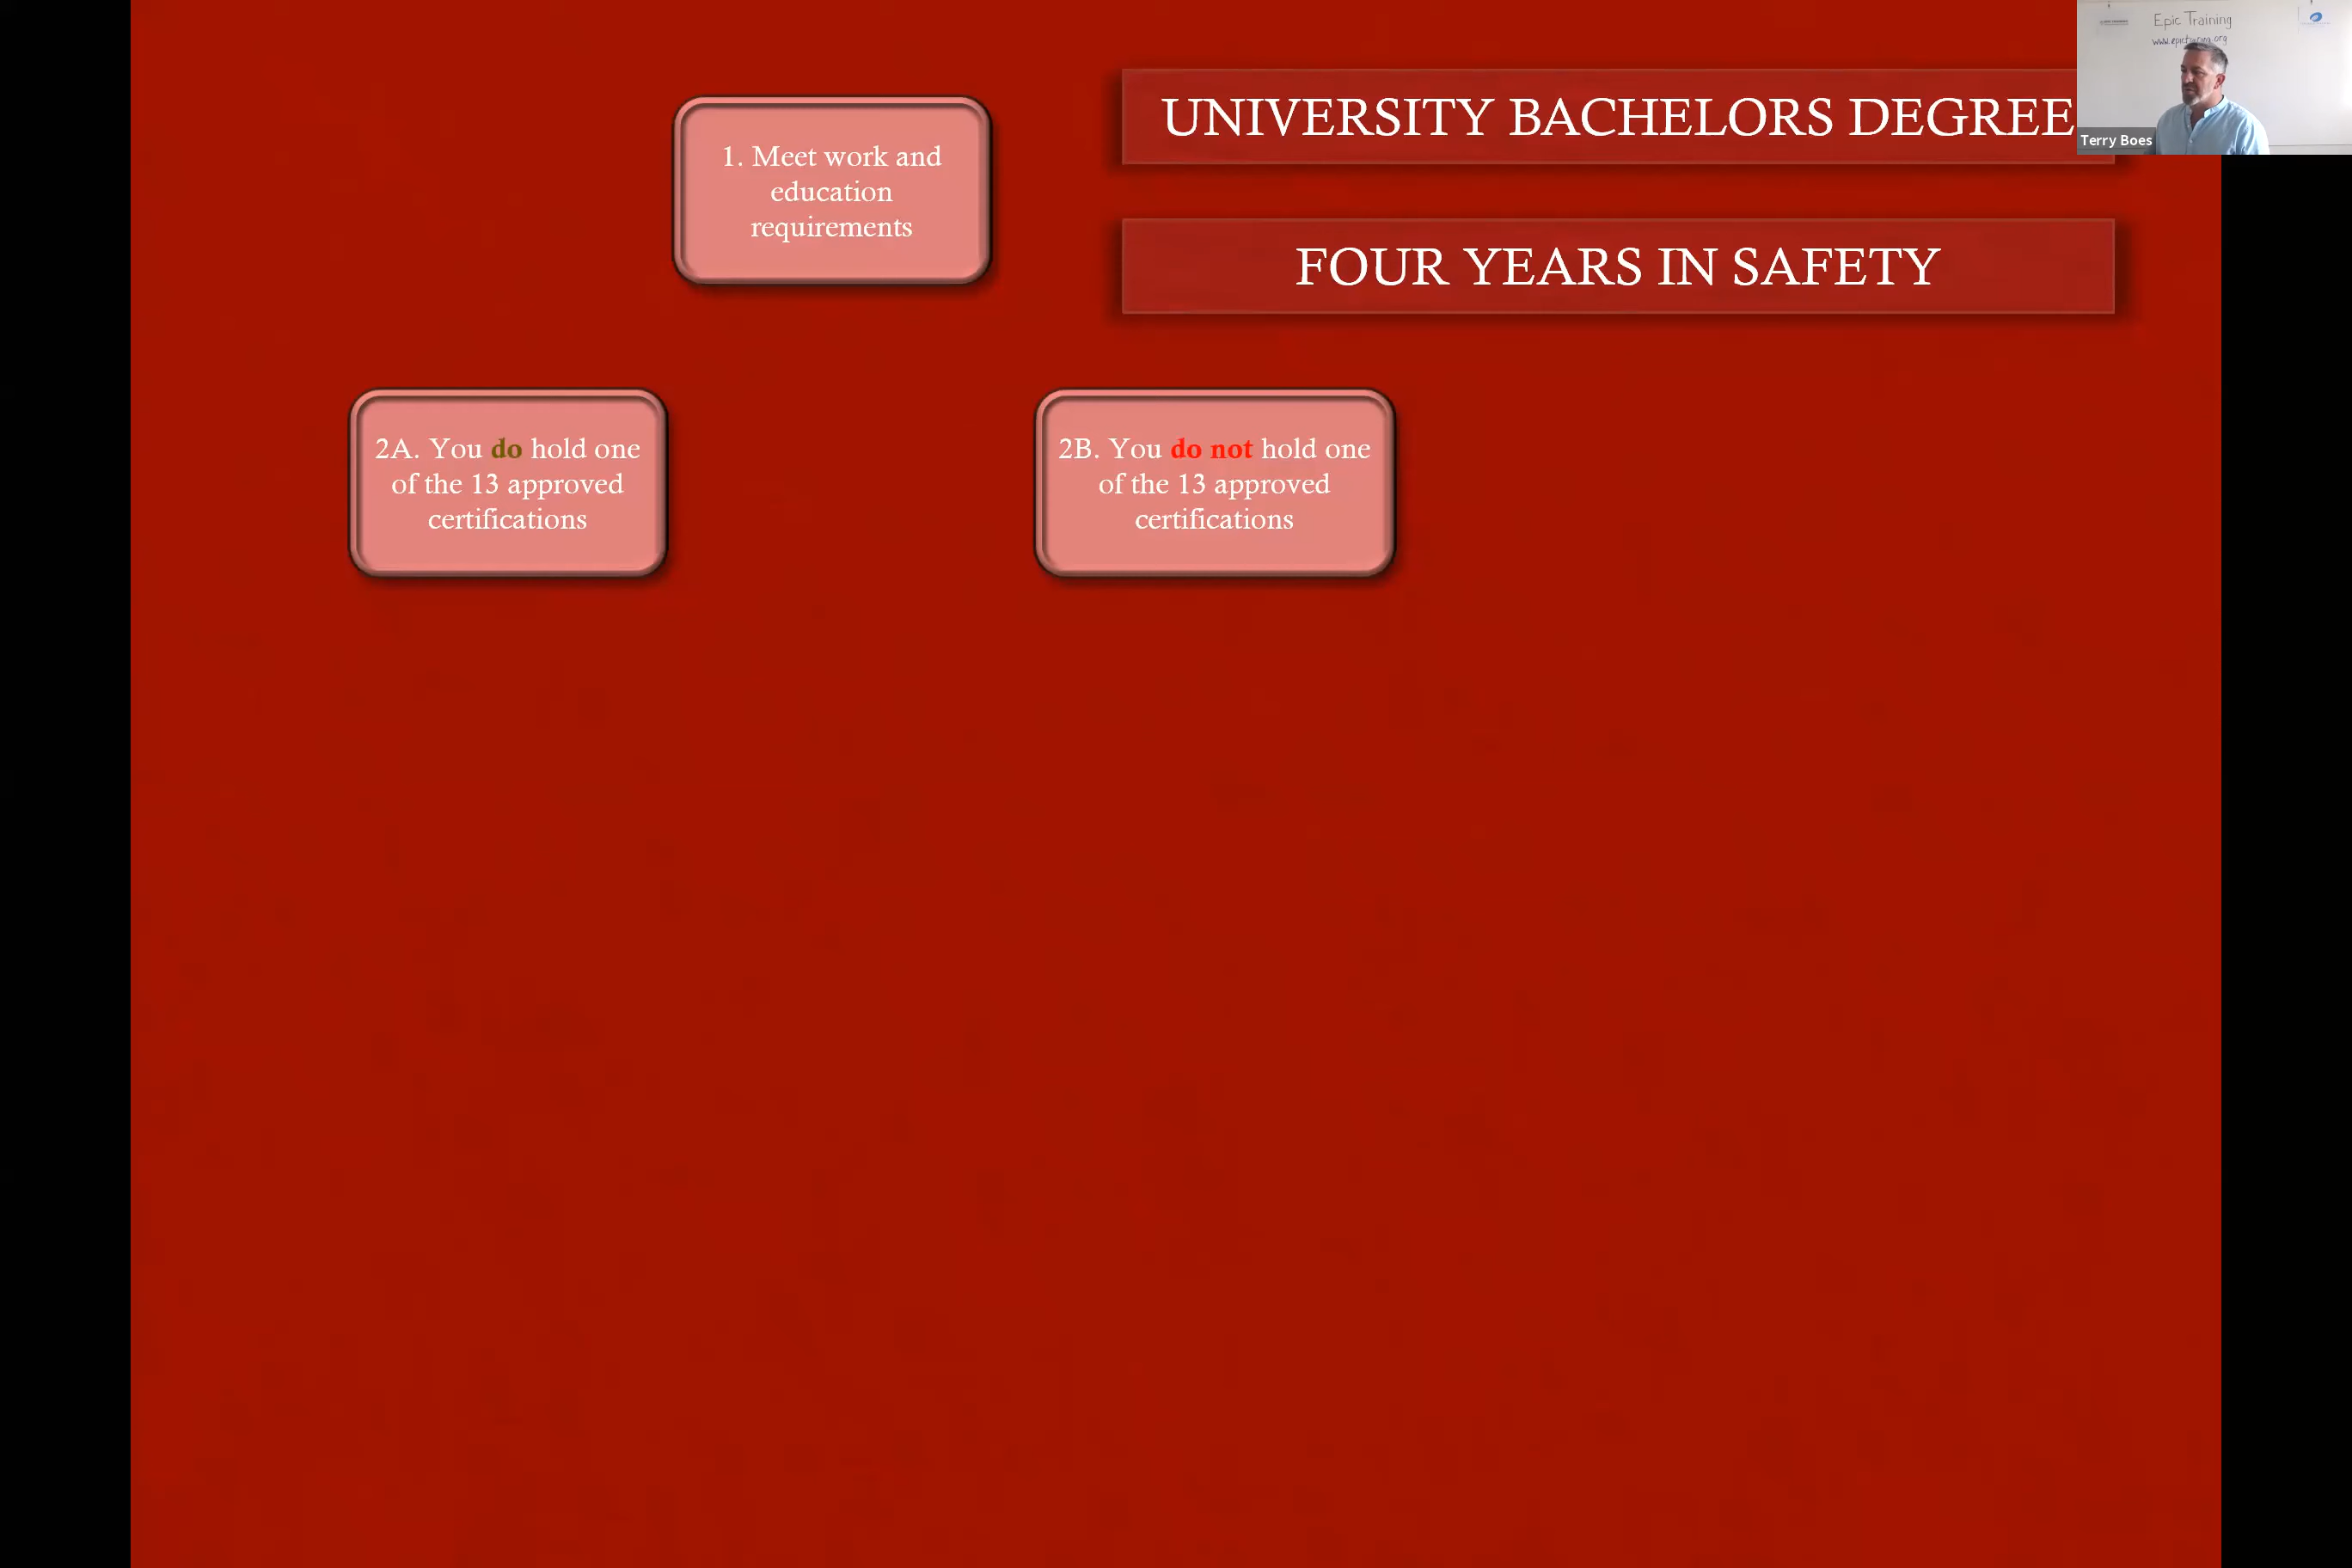 Epic Training
www.epictraining.org
Terry Boes
UNIVERSITY BACHELORS DEGREE
1. Meet work and
education
requirements
FOUR YEARS IN SAFETY
2A. You do hold one
of the 13 approved
certifications
2B. You do not hold one
of the 13 approved
certifications